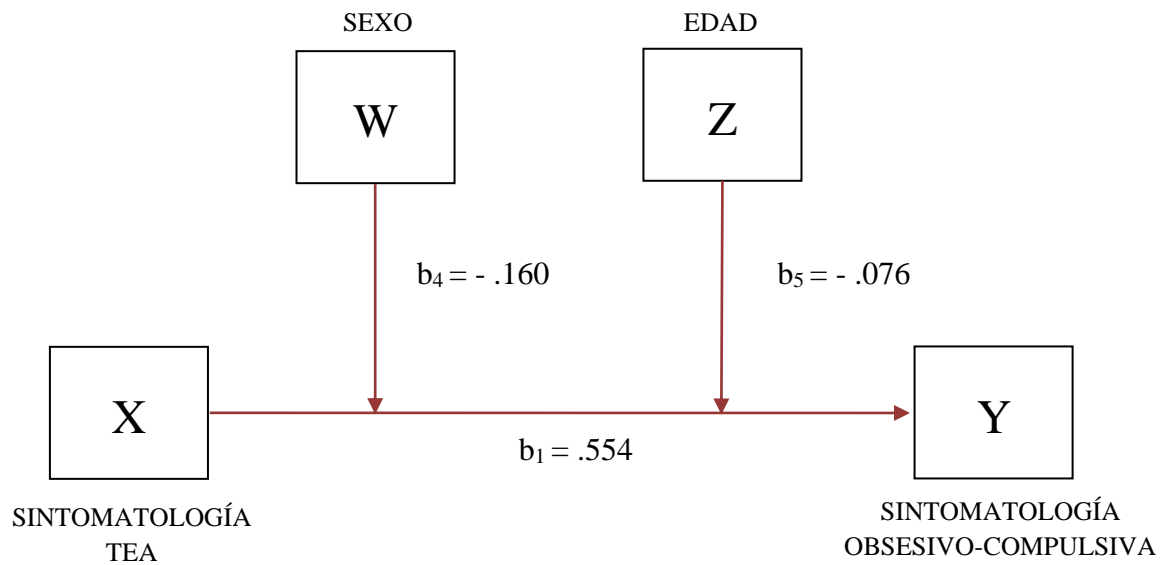 SEXO
EDAD
W
Z
b₄ = - .160
b₅ = - .076
X
Y
b₁ = .554
SINTOMATOLOGÍA
TEA
SINTOMATOLOGÍA
OBSESIVO-COMPULSIVA